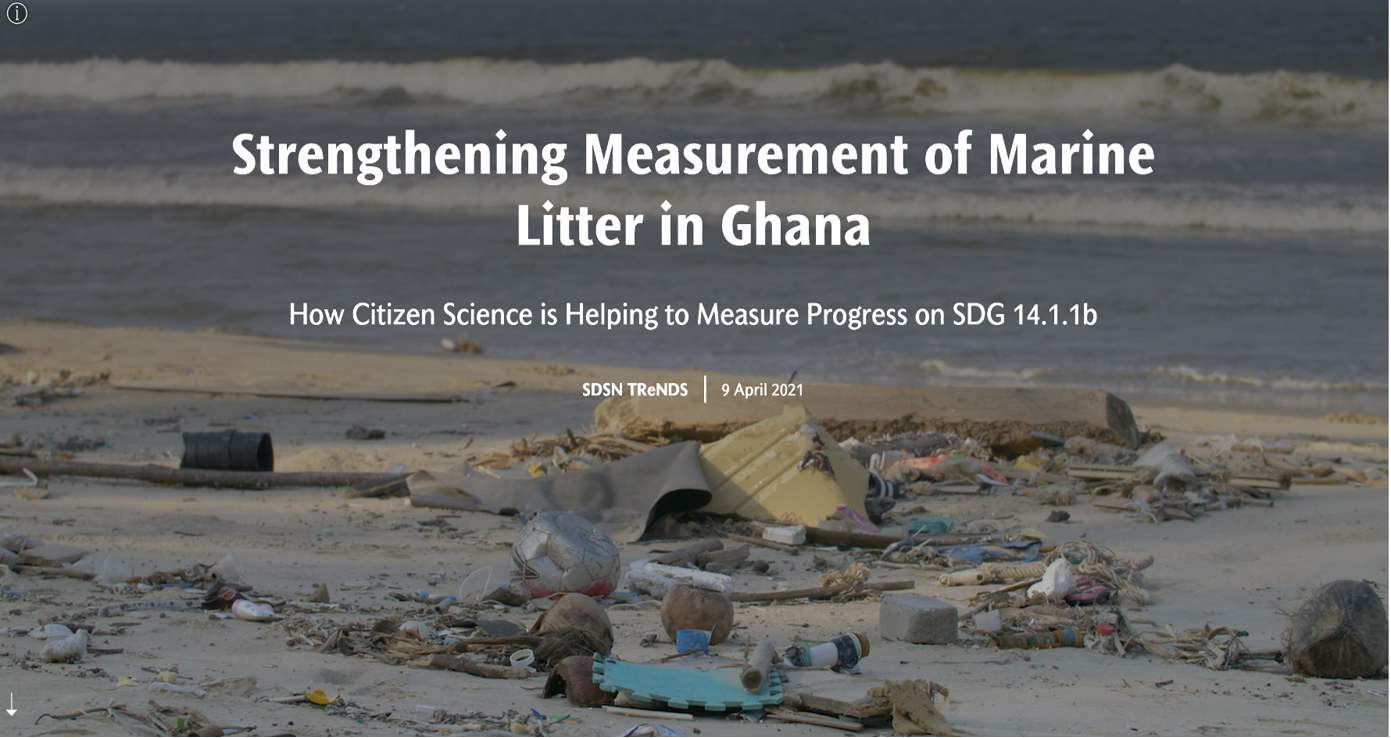 Strengthening Measurement of Marine
Litter in Ghana
How Citizen Science is Helping to Measure Progress on SDG 14.1.1b
SDSN TReNDS | 9 April 2021